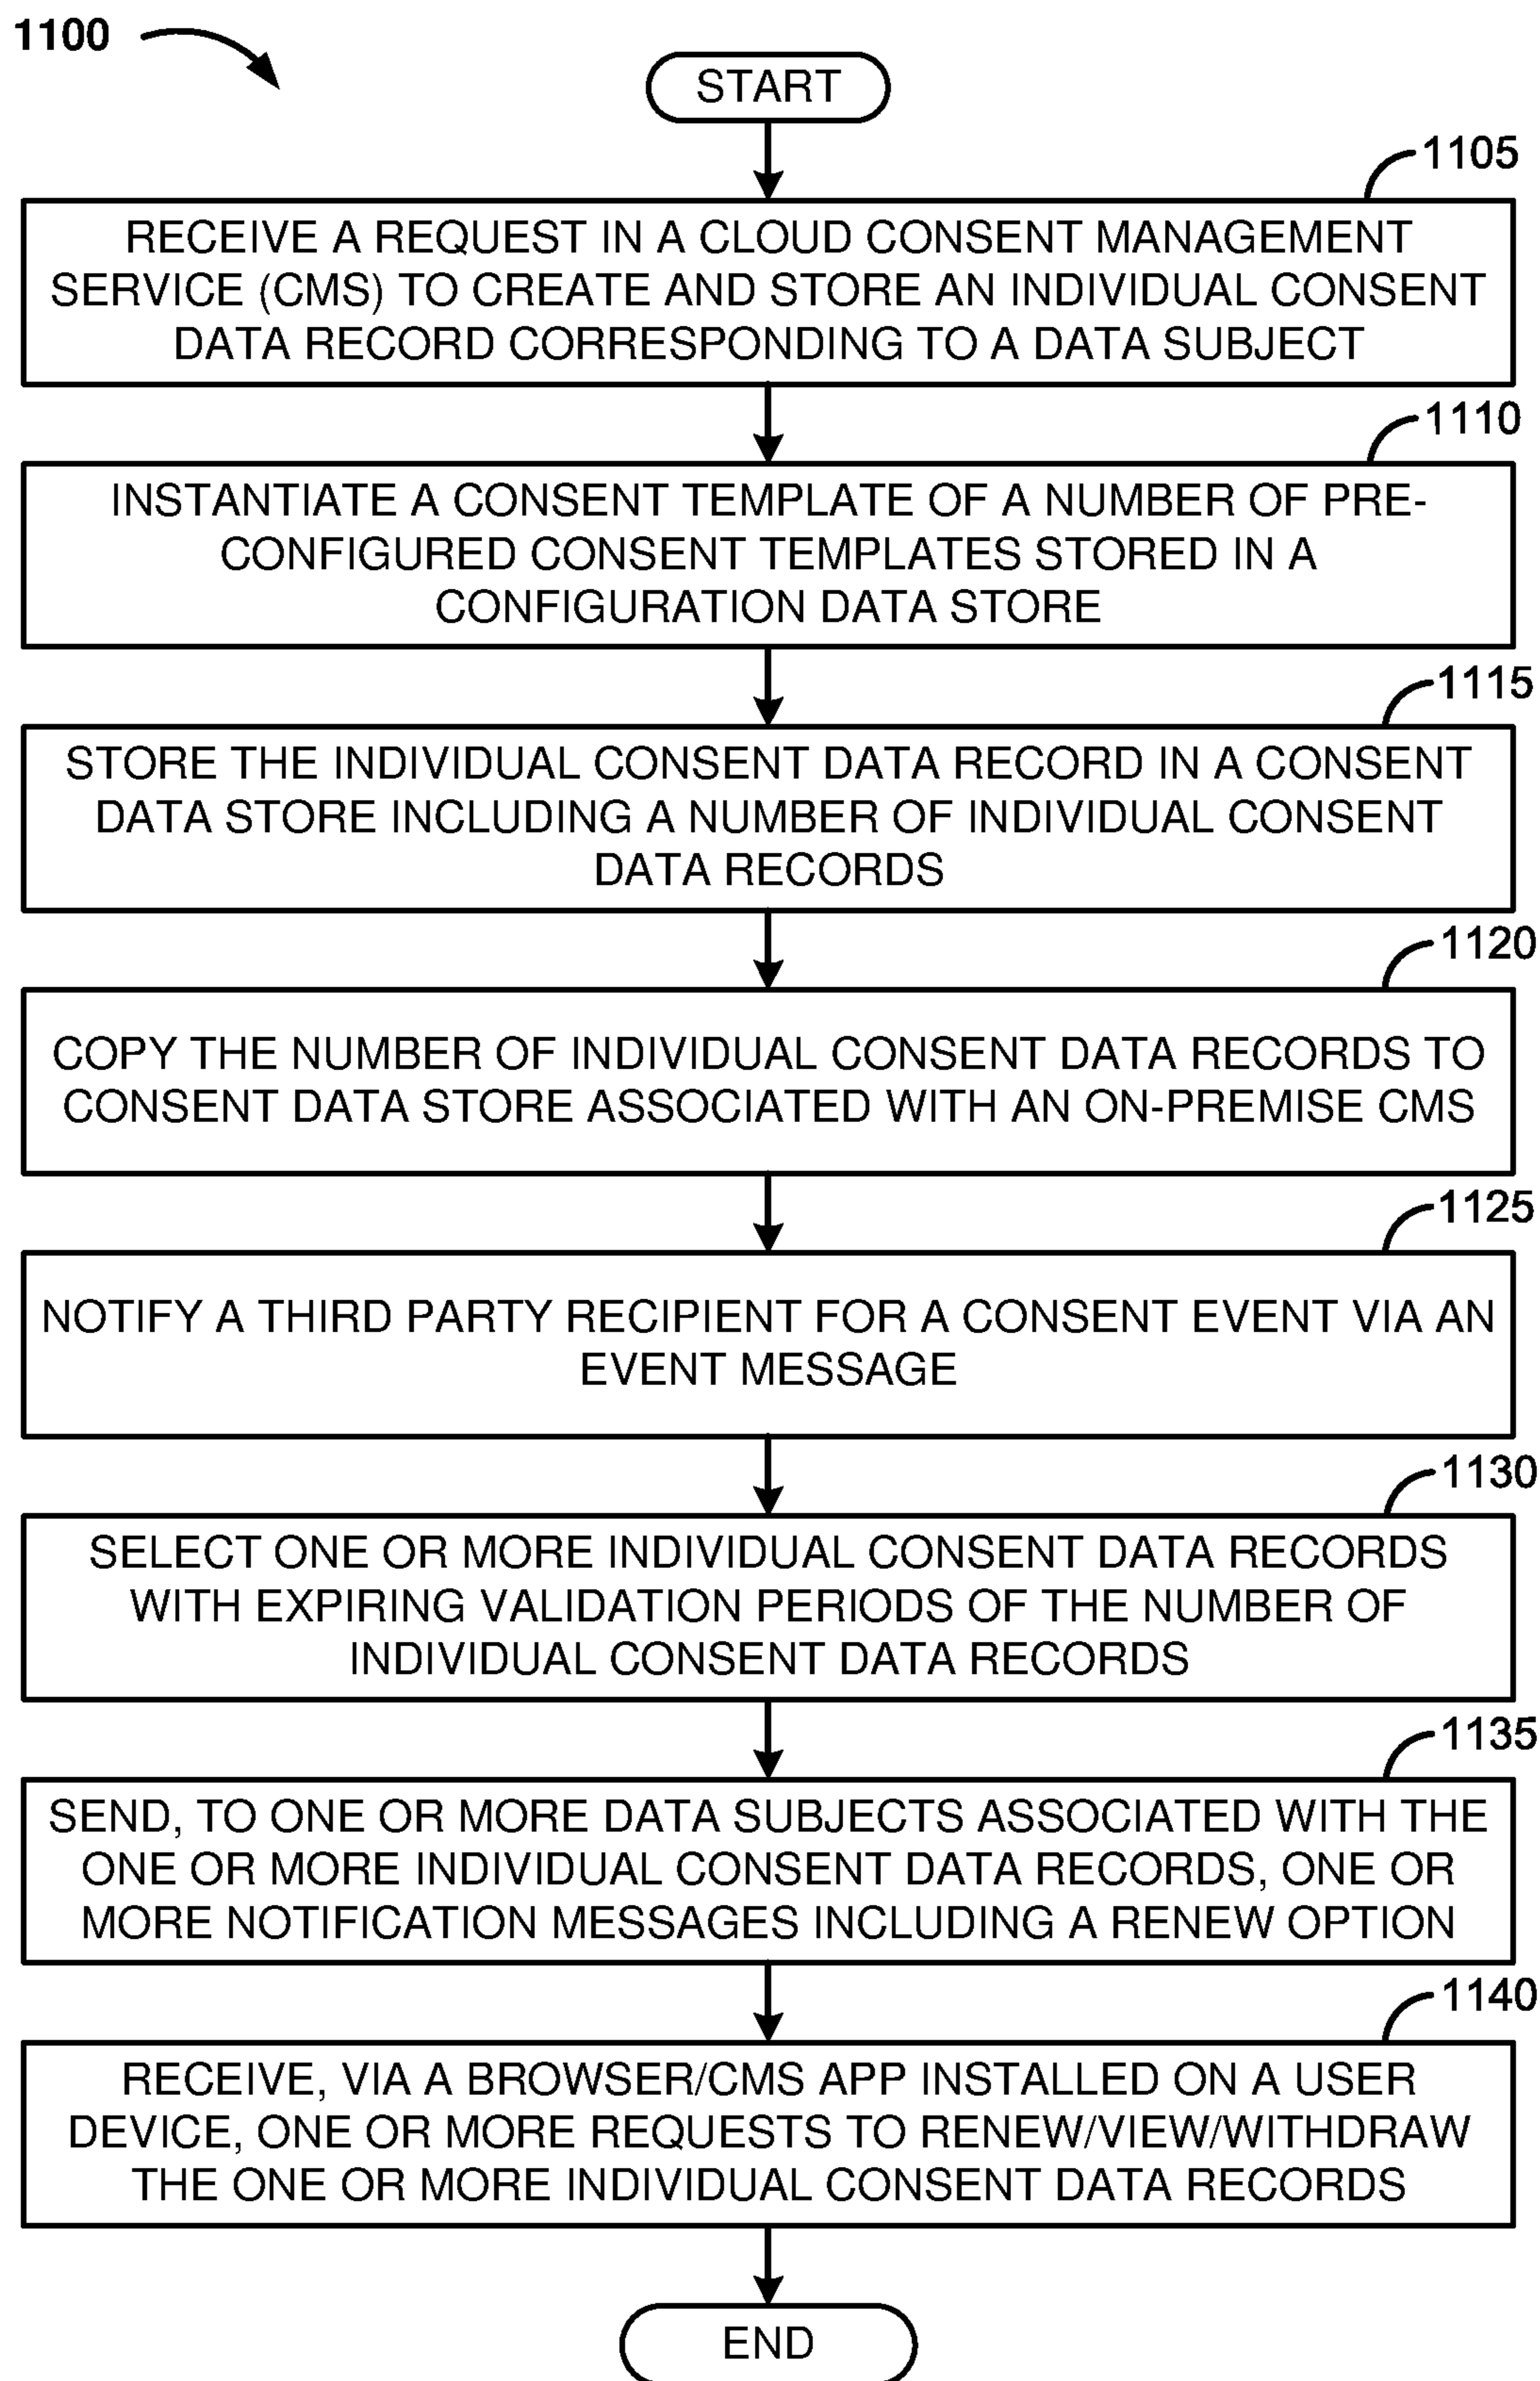 1100
START
1105
RECEIVE A REQUEST IN A CLOUD CONSENT MANAGEMENT
SERVICE (CMS) TO CREATE AND STORE AN INDIVIDUAL CONSENT
DATA RECORD CORRESPONDING TO A DATA SUBJECT
1110
INSTANTIATE A CONSENT TEMPLATE OF A NUMBER OF PRE-
CONFIGURED CONSENT TEMPLATES STORED IN A
CONFIGURATION DATA STORE
1115
STORE THE INDIVIDUAL CONSENT DATA RECORD IN A CONSENT
DATA STORE INCLUDING A NUMBER OF INDIVIDUAL CONSENT
DATA RECORDS
1120
COPY THE NUMBER OF INDIVIDUAL CONSENT DATA RECORDS TO
CONSENT DATA STORE ASSOCIATED WITH AN ON-PREMISE CMS
1125
NOTIFY A THIRD PARTY RECIPIENT FOR A CONSENT EVENT VIA AN
EVENT MESSAGE
1130
SELECT ONE OR MORE INDIVIDUAL CONSENT DATA RECORDS
WITH EXPIRING VALIDATION PERIODS OF THE NUMBER OF
INDIVIDUAL CONSENT DATA RECORDS
1135
SEND, TO ONE OR MORE DATA SUBJECTS ASSOCIATED WITH THE
ONE OR MORE INDIVIDUAL CONSENT DATA RECORDS, ONE OR
MORE NOTIFICATION MESSAGES INCLUDING A RENEW OPTION
1140
RECEIVE, VIA A BROWSER/CMS APP INSTALLED ON A USER
DEVICE, ONE OR MORE REQUESTS TO RENEW/VIEW/WITHDRAW
THE ONE OR MORE INDIVIDUAL CONSENT DATA RECORDS
END